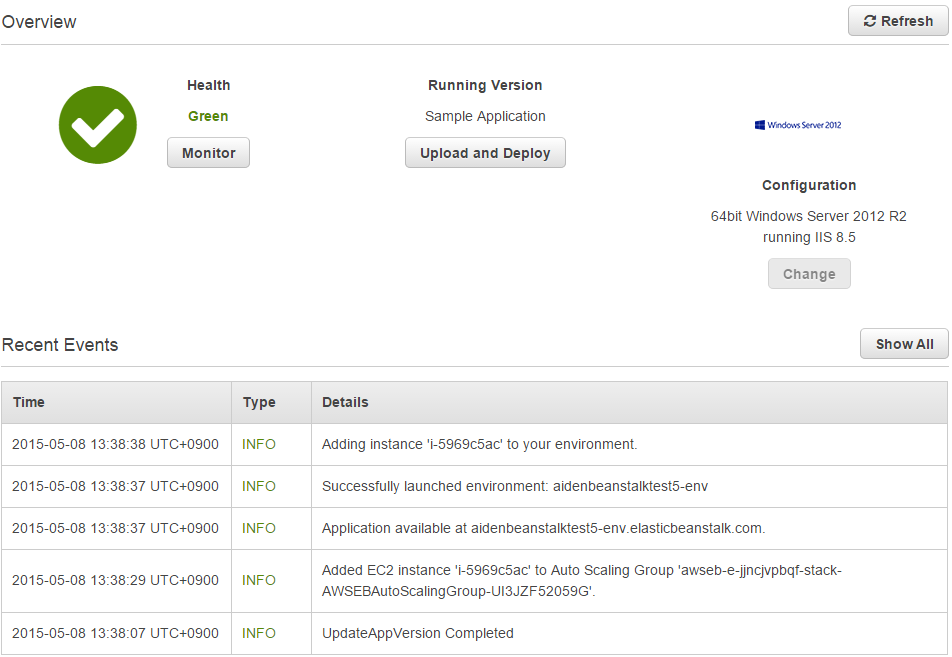 Overview
Refresh
Health
Green
Monitor
Running Version
Sample Application
Upload and Deploy
Windows Server 2012
Configuration
64bit Windows Server 2012 R2
running IIS 8.5
Change
Recent Events
Show All
Time Type Details
2015-05-08 13:38:38 UTC+0900 INFO Adding instance 'i-5969c5ac' to your environment.
2015-05-08 13:38:37 UTC+0900 INFO Successfully launched environment: aidenbeanstalktest5-env
2015-05-08 13:38:37 UTC+0900 INFO Application available at aidenbeanstalktest5-env.elasticbeanstalk.com.
2015-05-08 13:38:29 UTC+0900 INFO Added EC2 instance 'i-5969c5ac' to Auto Scaling Group 'awseb-e-jjncjvpbqf-stack-
AWSEBAutoScalingGroup-UI3JZF52059G'.
2015-05-08 13:38:07 UTC+0900 INFO UpdateAppVersion Completed